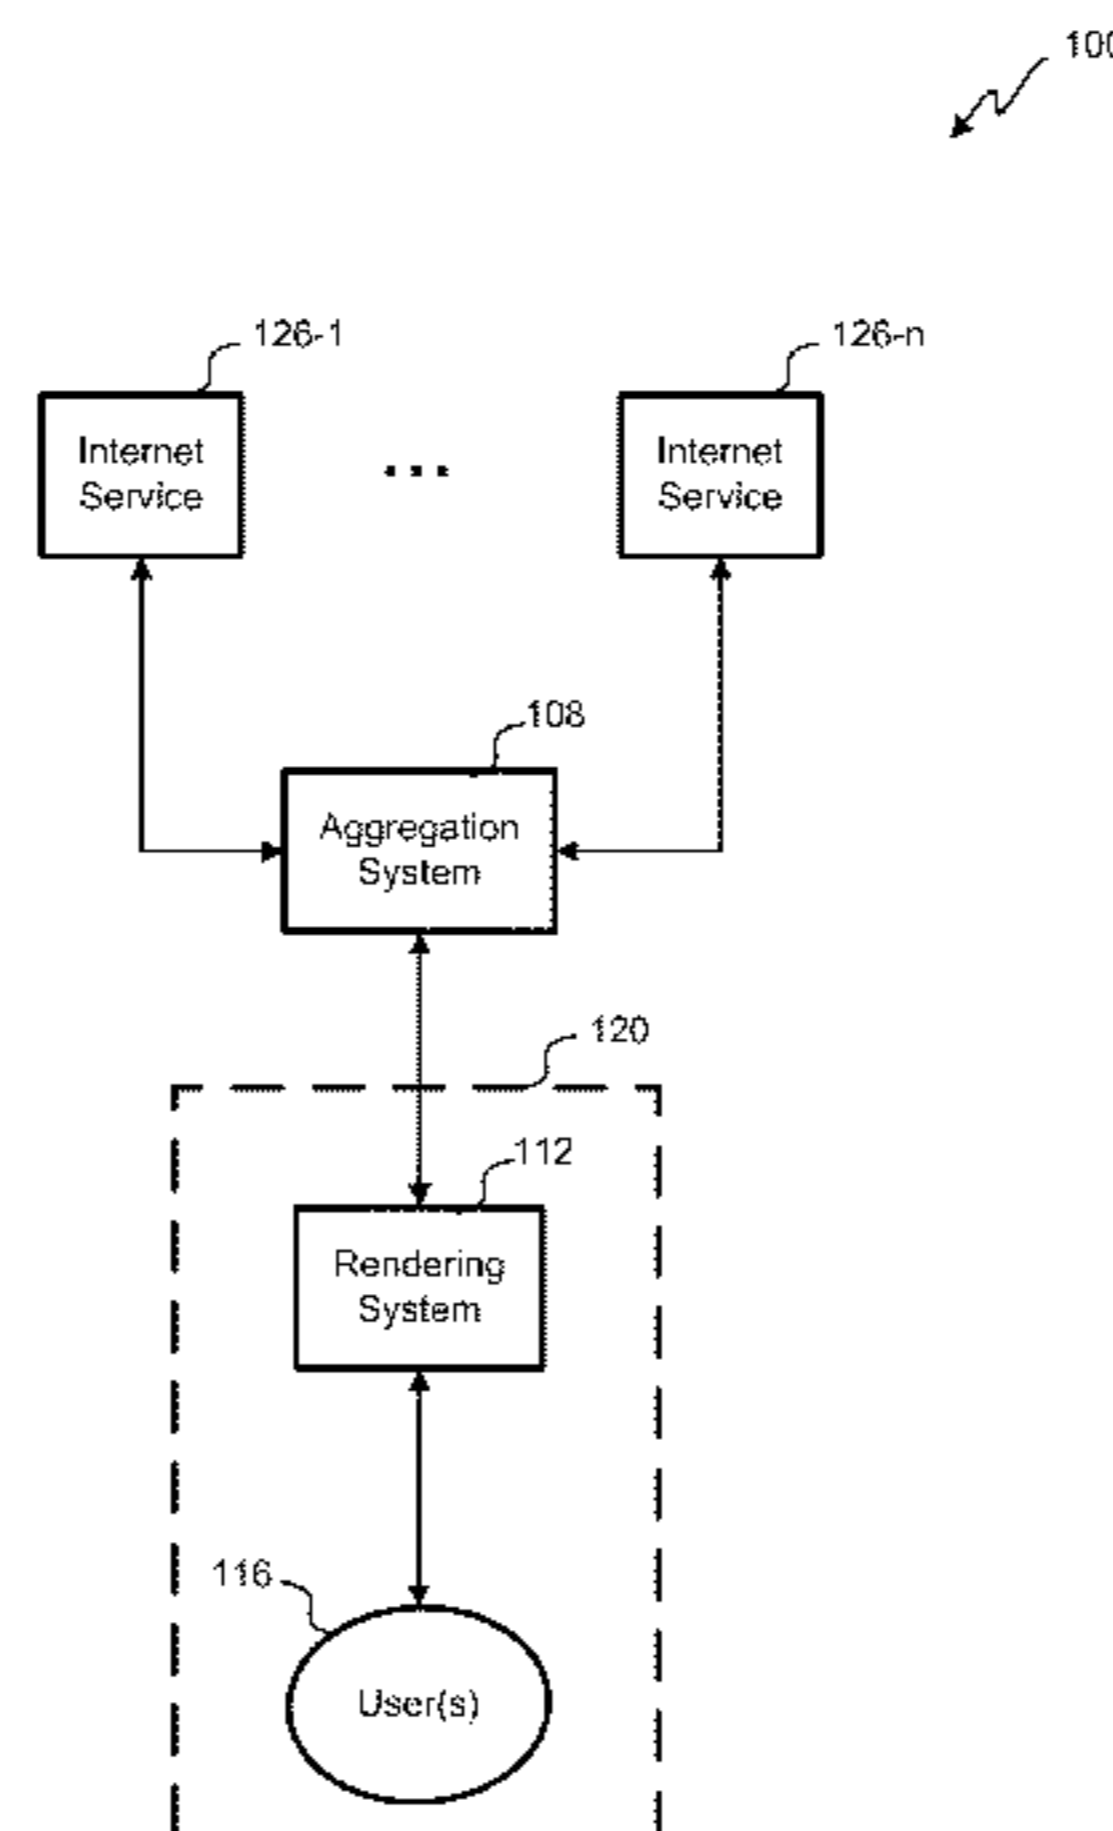 100
126-1
126-n
Internet
Service
...
Internet
Service
108
Aggregation
System
120
112
Rendering
System
116
User(s)